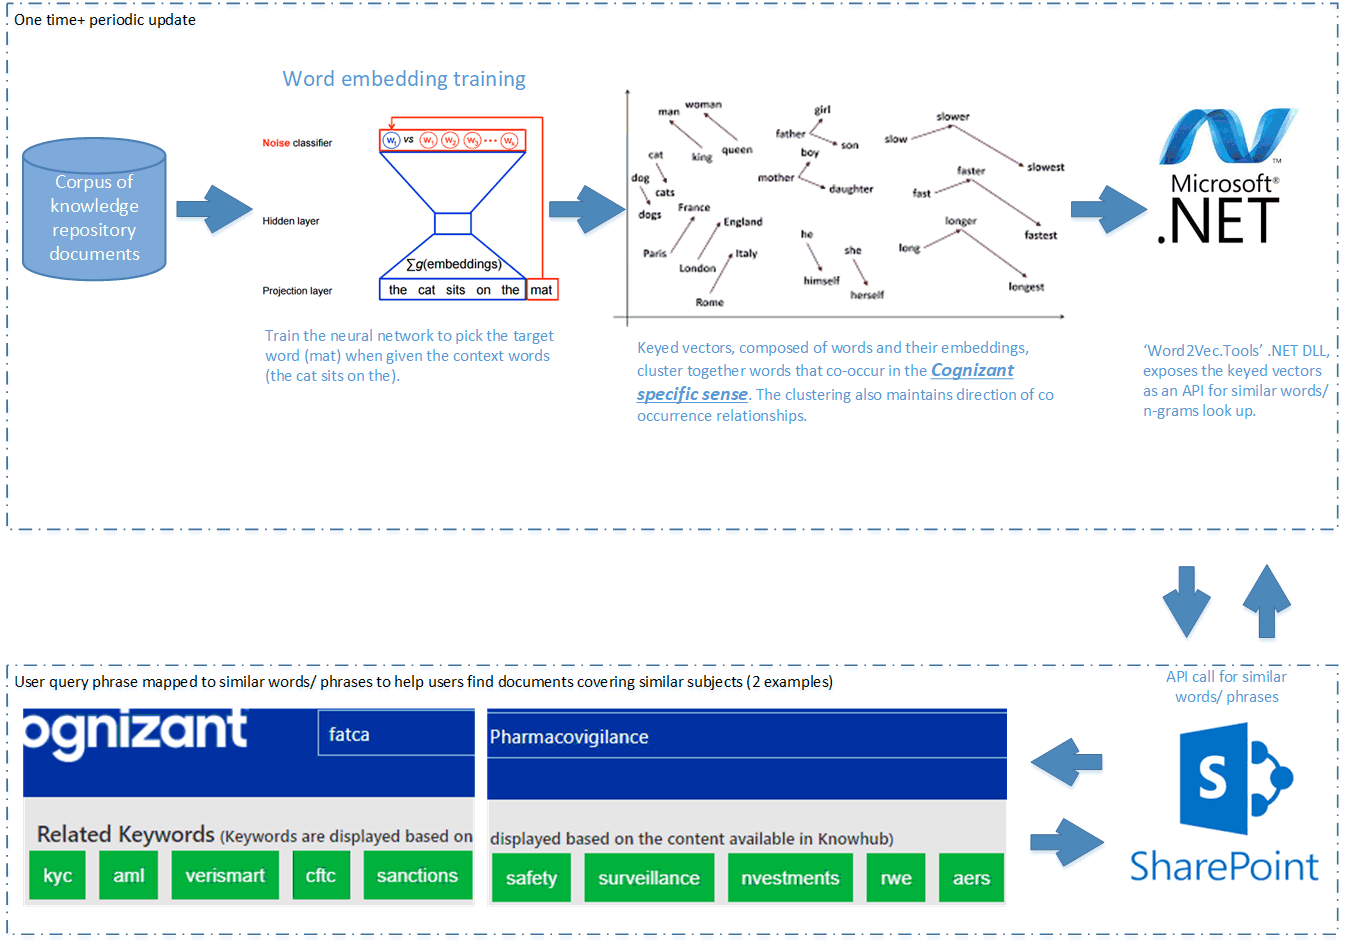 One time+ periodic update
Word embedding training
Corpus of
knowledge
repository
documents
Noise classifier
Hidden layer
Projection layer
wt vs w1 w2 w3 ••• wk
∑g(embeddings)
the cat sits on the mat
Train the neural network to pick the target
word (mat) when given the context words
(the cat sits on the).
man
woman
king
queen
cat
cats
dog
dogs
France
England
Paris
London
Italy
Rome
girl
father
son
boy
mother
daughter
he
himself
she
herself
slower
slow
slowest
faster
fast
fastest
longer
long
longest
Keyed vectors, composed of words and their embeddings,
cluster together words that co-occur in the Cognizant
specific sense. The clustering also maintains direction of co
occurrence relationships.
TM
Microsoft®
.NET
‘Word2Vec.Tools’ .NET DLL,
exposes the keyed vectors
as an API for similar words/
n-grams look up.
User query phrase mapped to similar words/ phrases to help users find documents covering similar subjects (2 examples)
ognizant
fatca
Related Keywords (Keywords are displayed based on
kyc
aml
verismart
cftc
sanctions
Pharmacovigilance
displayed based on the content available in Knowhub)
safety
surveillance
nvestments
rwe
aers
API call for similar
words/ phrases
S
SharePoint